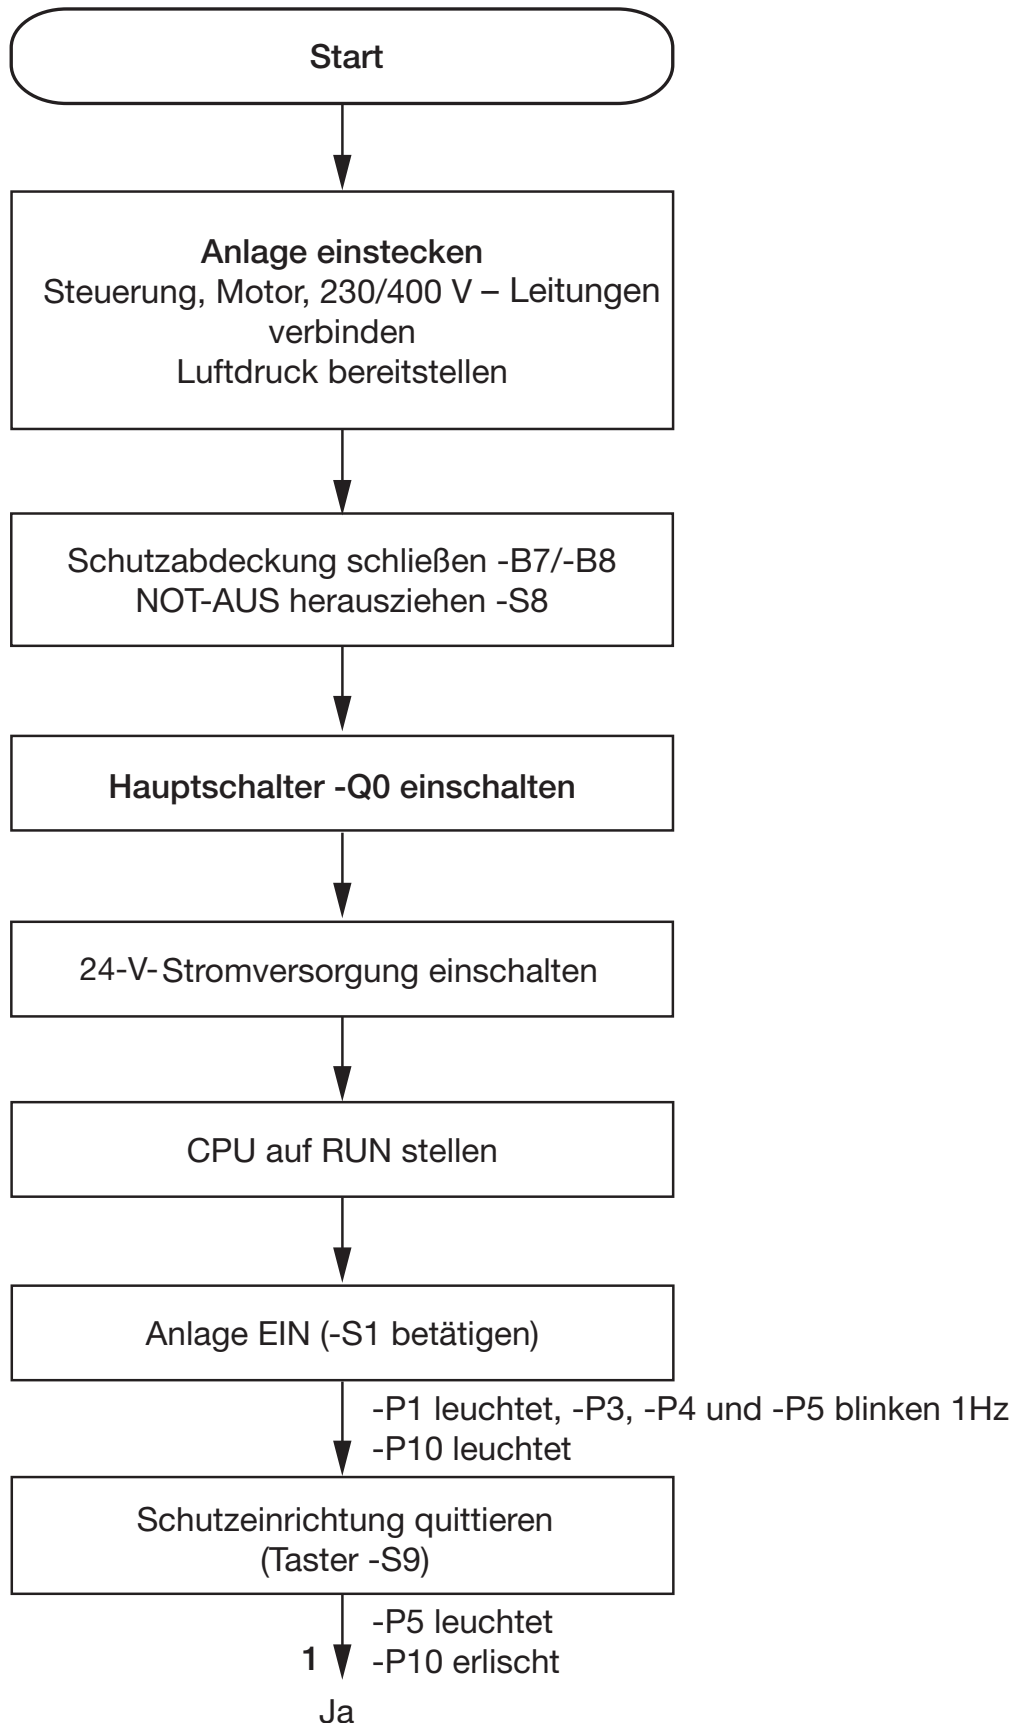 Start
Anlage einstecken
Steuerung, Motor, 230/400 V – Leitungen
verbinden
Luftdruck bereitstellen
Schutzabdeckung schließen -B7/-B8
NOT-AUS herausziehen -S8
Hauptschalter -Q0 einschalten
24-V-Stromversorgung einschalten
CPU auf RUN stellen
Anlage EIN (-S1 betätigen)
-P1 leuchtet, -P3, -P4 und -P5 blinken 1Hz
-P10 leuchtet
Schutzeinrichtung quittieren
(Taster -S9)
-P5 leuchtet
1 -P10 erlischt
Ja